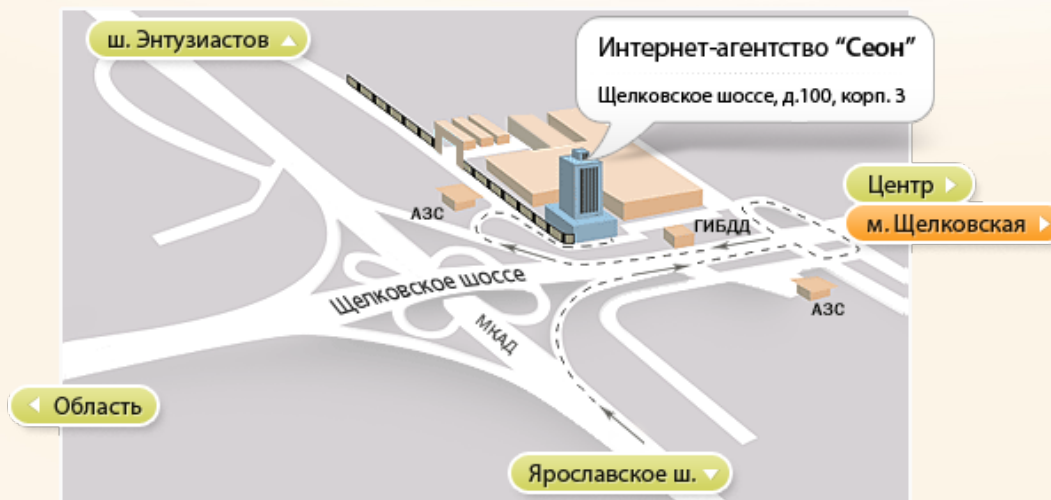 ш. Энтузиастов
Интернет-агентство "Сеон"
Щелковское шоссе, д.100, корп. 3
Центр
м. Щелковская
АЗС
ГИБДД
Щелковское шоссе
АЗС
МКАД
Область
Ярославское ш.